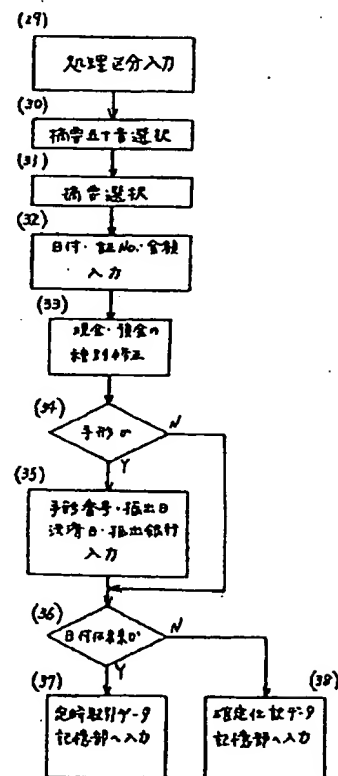 (29)
処理区分入力
(30)
摘要五十音選択
(31)
摘要選択
(32)
日付・証No.金額
入力
(33)
現金・預金の
種別修正
(34)
手形か
N
Y
(35)
手形番号・振出日
決済日・振出銀行
入力
(36)
日付は未来か
N
Y
(37)
定時取引データ
記憶部へ入力
(38)
確定仕訳データ
記憶部へ入力